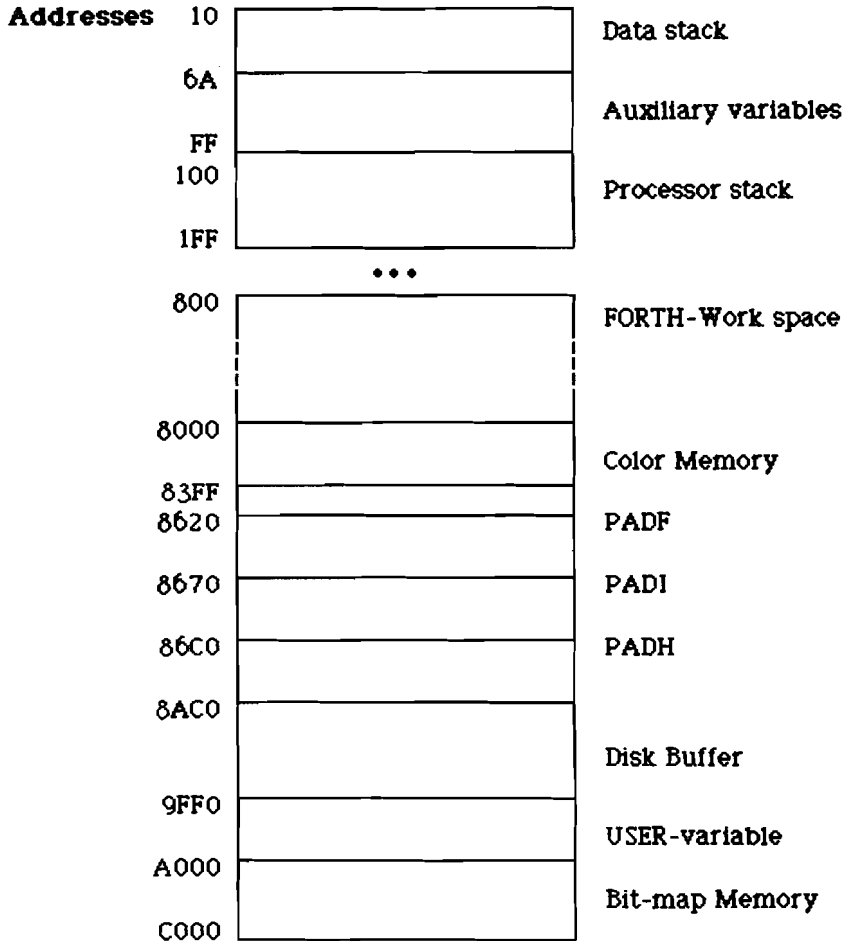 Addresses 10
Data stack
6A
Auxiliary variables
FF
100
Processor stack
1FF
•••
800
FORTH-Work space
8000
Color Memory
83FF
8620
PADF
8670
PADI
86C0
PADH
8AC0
Disk Buffer
9FF0
USER-variable
A000
Bit-map Memory
C000